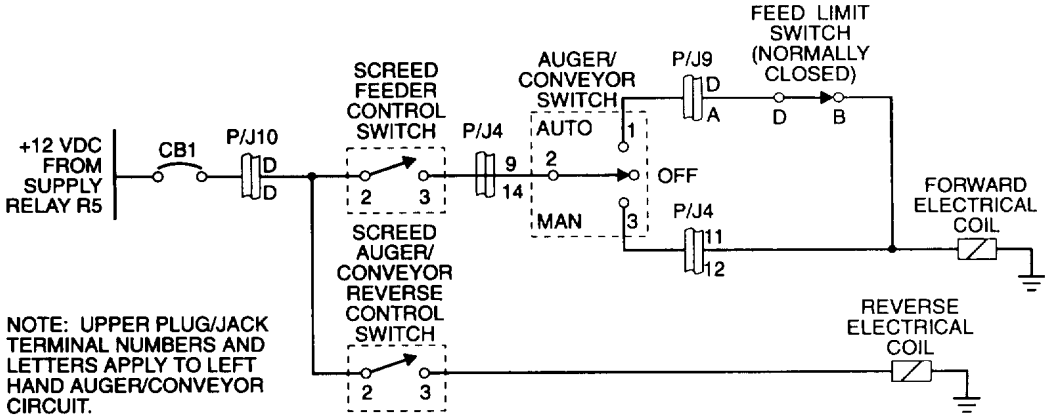 FEED LIMIT
SWITCH
(NORMALLY
CLOSED)
AUGER/
CONVEYOR
SWITCH
P/J9
D
A
D
B
SCREED
FEEDER
CONTROL
SWITCH
P/J4
9
14
AUTO
1
2
OFF
MAN
3
+12 VDC
FROM
SUPPLY
RELAY R5
CB1
P/J10
D
D
2
3
P/J4
11
12
FORWARD
ELECTRICAL
COIL
SCREED
AUGER/
CONVEYOR
REVERSE
CONTROL
SWITCH
2
3
REVERSE
ELECTRICAL
COIL
NOTE: UPPER PLUG/JACK
TERMINAL NUMBERS AND
LETTERS APPLY TO LEFT
HAND AUGER/CONVEYOR
CIRCUIT.